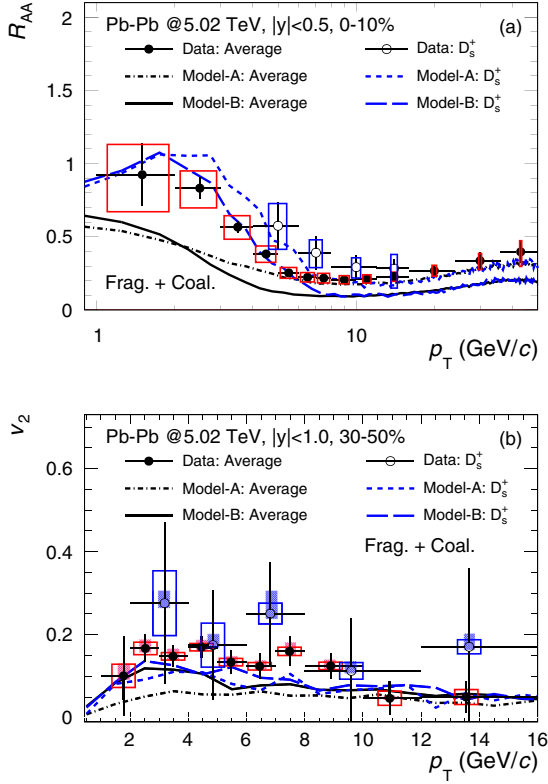 R_AA
2
1.5
1
0.5
0
Pb-Pb @5.02 TeV, |y|<0.5, 0-10%
(a)
Data: Average
Data: D_s^+
Model-A: Average
Model-A: D_s^+
Model-B: Average
Model-B: D_s^+
Frag. + Coal.
1
10
p_T (GeV/c)
v_2
0.6
0.4
0.2
0
Pb-Pb @5.02 TeV, |y|<1.0, 30-50%
(b)
Data: Average
Data: D_s^+
Model-A: Average
Model-A: D_s^+
Model-B: Average
Model-B: D_s^+
Frag. + Coal.
2 4 6 8 10 12 14 16
p_T (GeV/c)